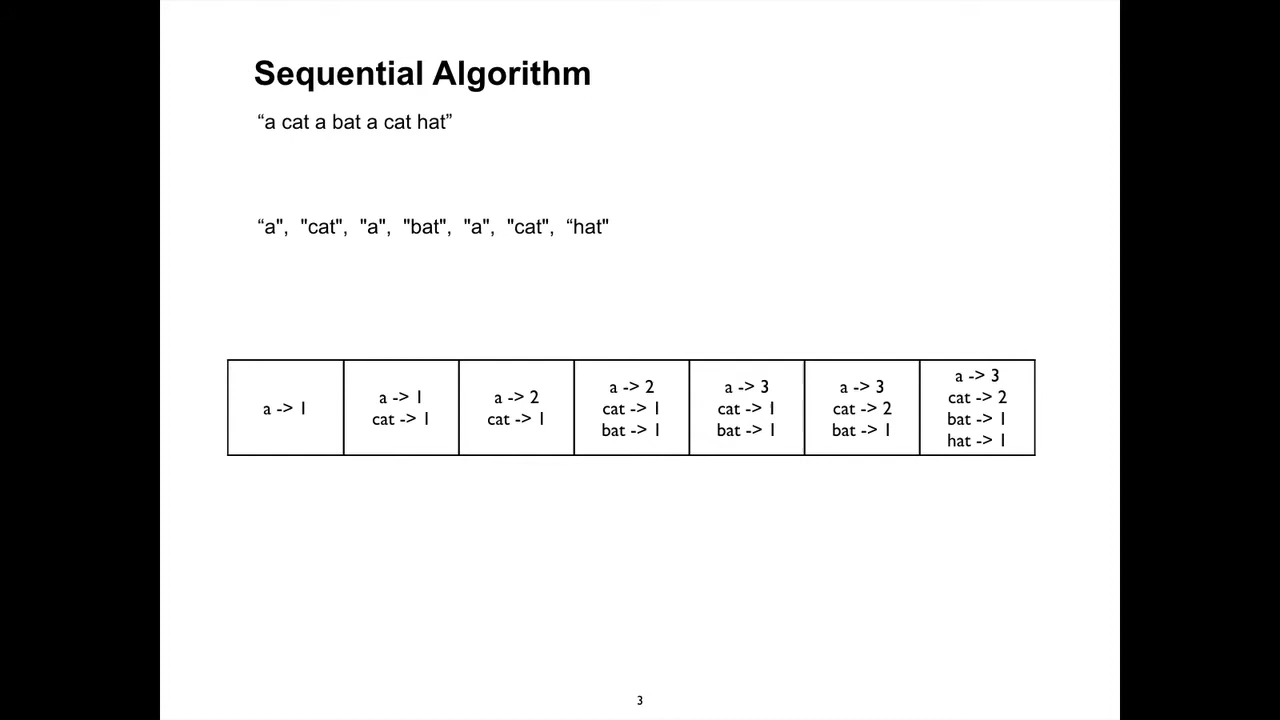 Sequential Algorithm
“a cat a bat a cat hat”
“a", "cat", "a", "bat", "a", "cat", “hat"
a -> 1
a -> 1
cat -> 1
a -> 2
cat -> 1
a -> 2
cat -> 1
bat -> 1
a -> 3
cat -> 1
bat -> 1
a -> 3
cat -> 2
bat -> 1
a -> 3
cat -> 2
bat -> 1
hat -> 1
3